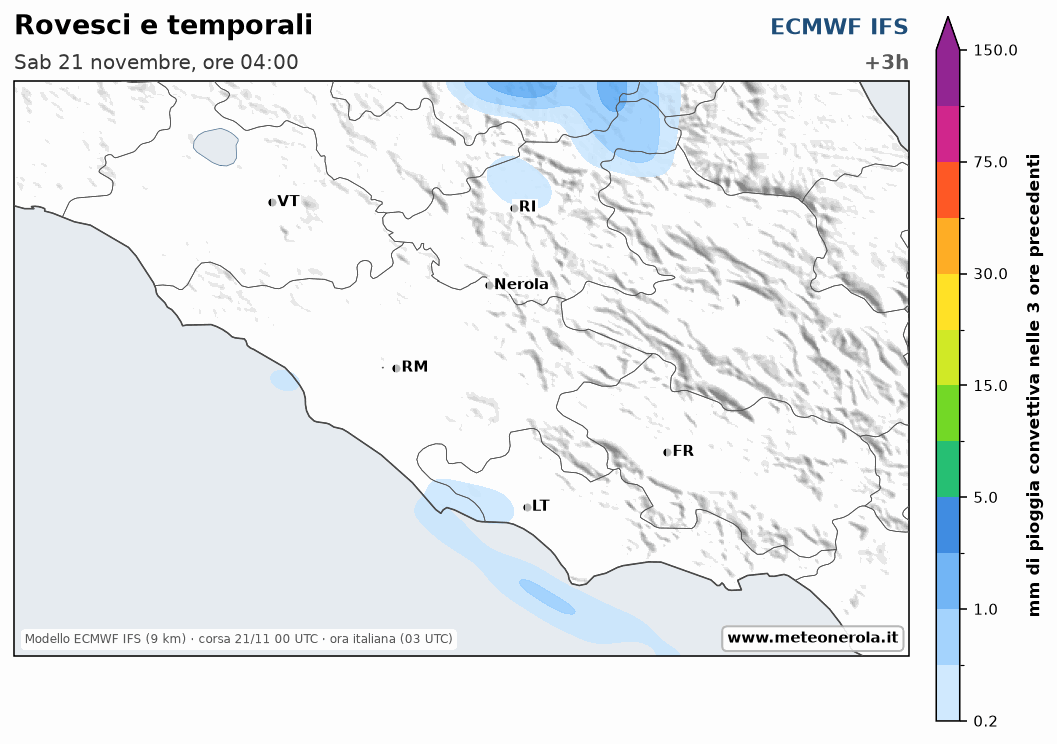 Rovesci e temporali
ECMWF IFS
Sab 21 novembre, ore 04:00
+3h
VT
RI
Nerola
RM
FR
LT
Modello ECMWF IFS (9 km) · corsa 21/11 00 UTC · ora italiana (03 UTC)
www.meteonerola.it
150.0
75.0
30.0
15.0
5.0
1.0
0.2
mm di pioggia convettiva nelle 3 ore precedenti